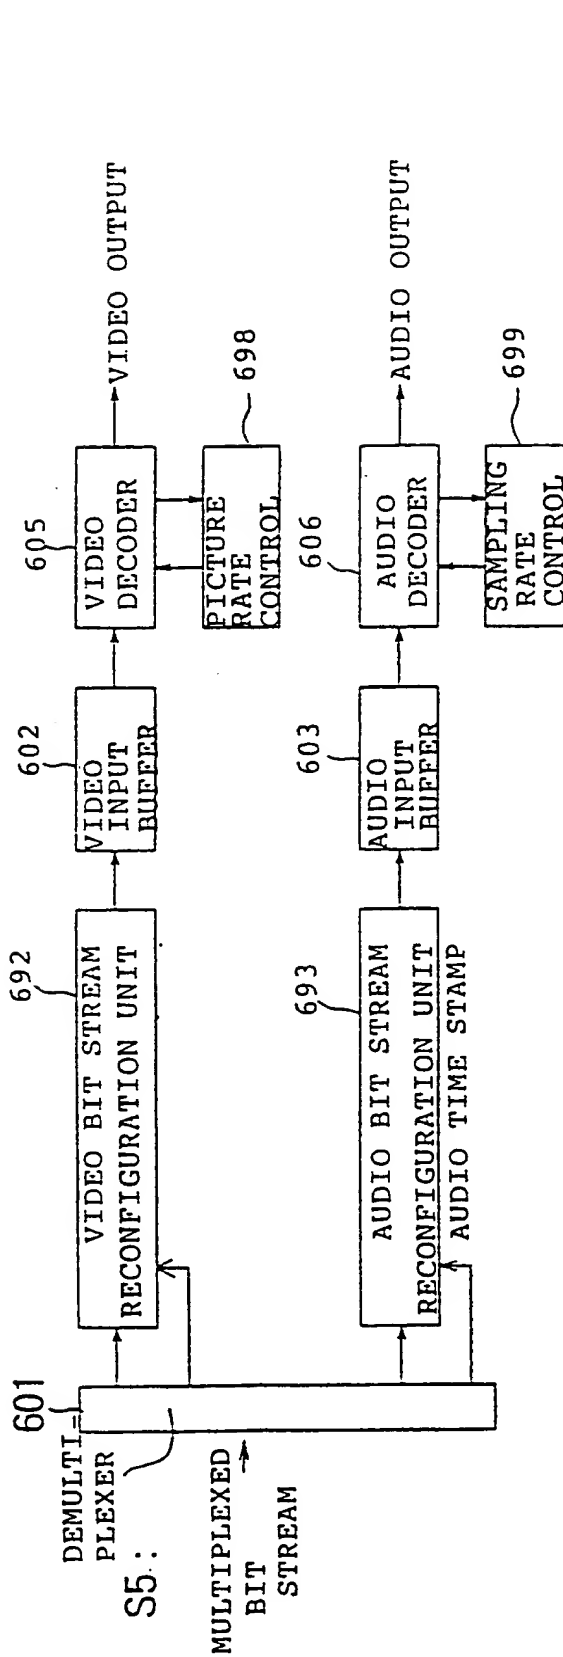 601
DEMULTI=
PLEXER
S5.:
MULTIPLEXED
BIT
STREAM
692
VIDEO BIT STREAM
RECONFIGURATION UNIT
602
VIDEO
INPUT
BUFFER
605
VIDEO
DECODER
VIDEO OUTPUT
PICTURE
RATE
CONTROL
698
693
AUDIO BIT STREAM
RECONFIGURATION UNIT
AUDIO TIME STAMP
603
AUDIO
INPUT
BUFFER
606
AUDIO
DECODER
AUDIO OUTPUT
SAMPLING
RATE
CONTROL
699